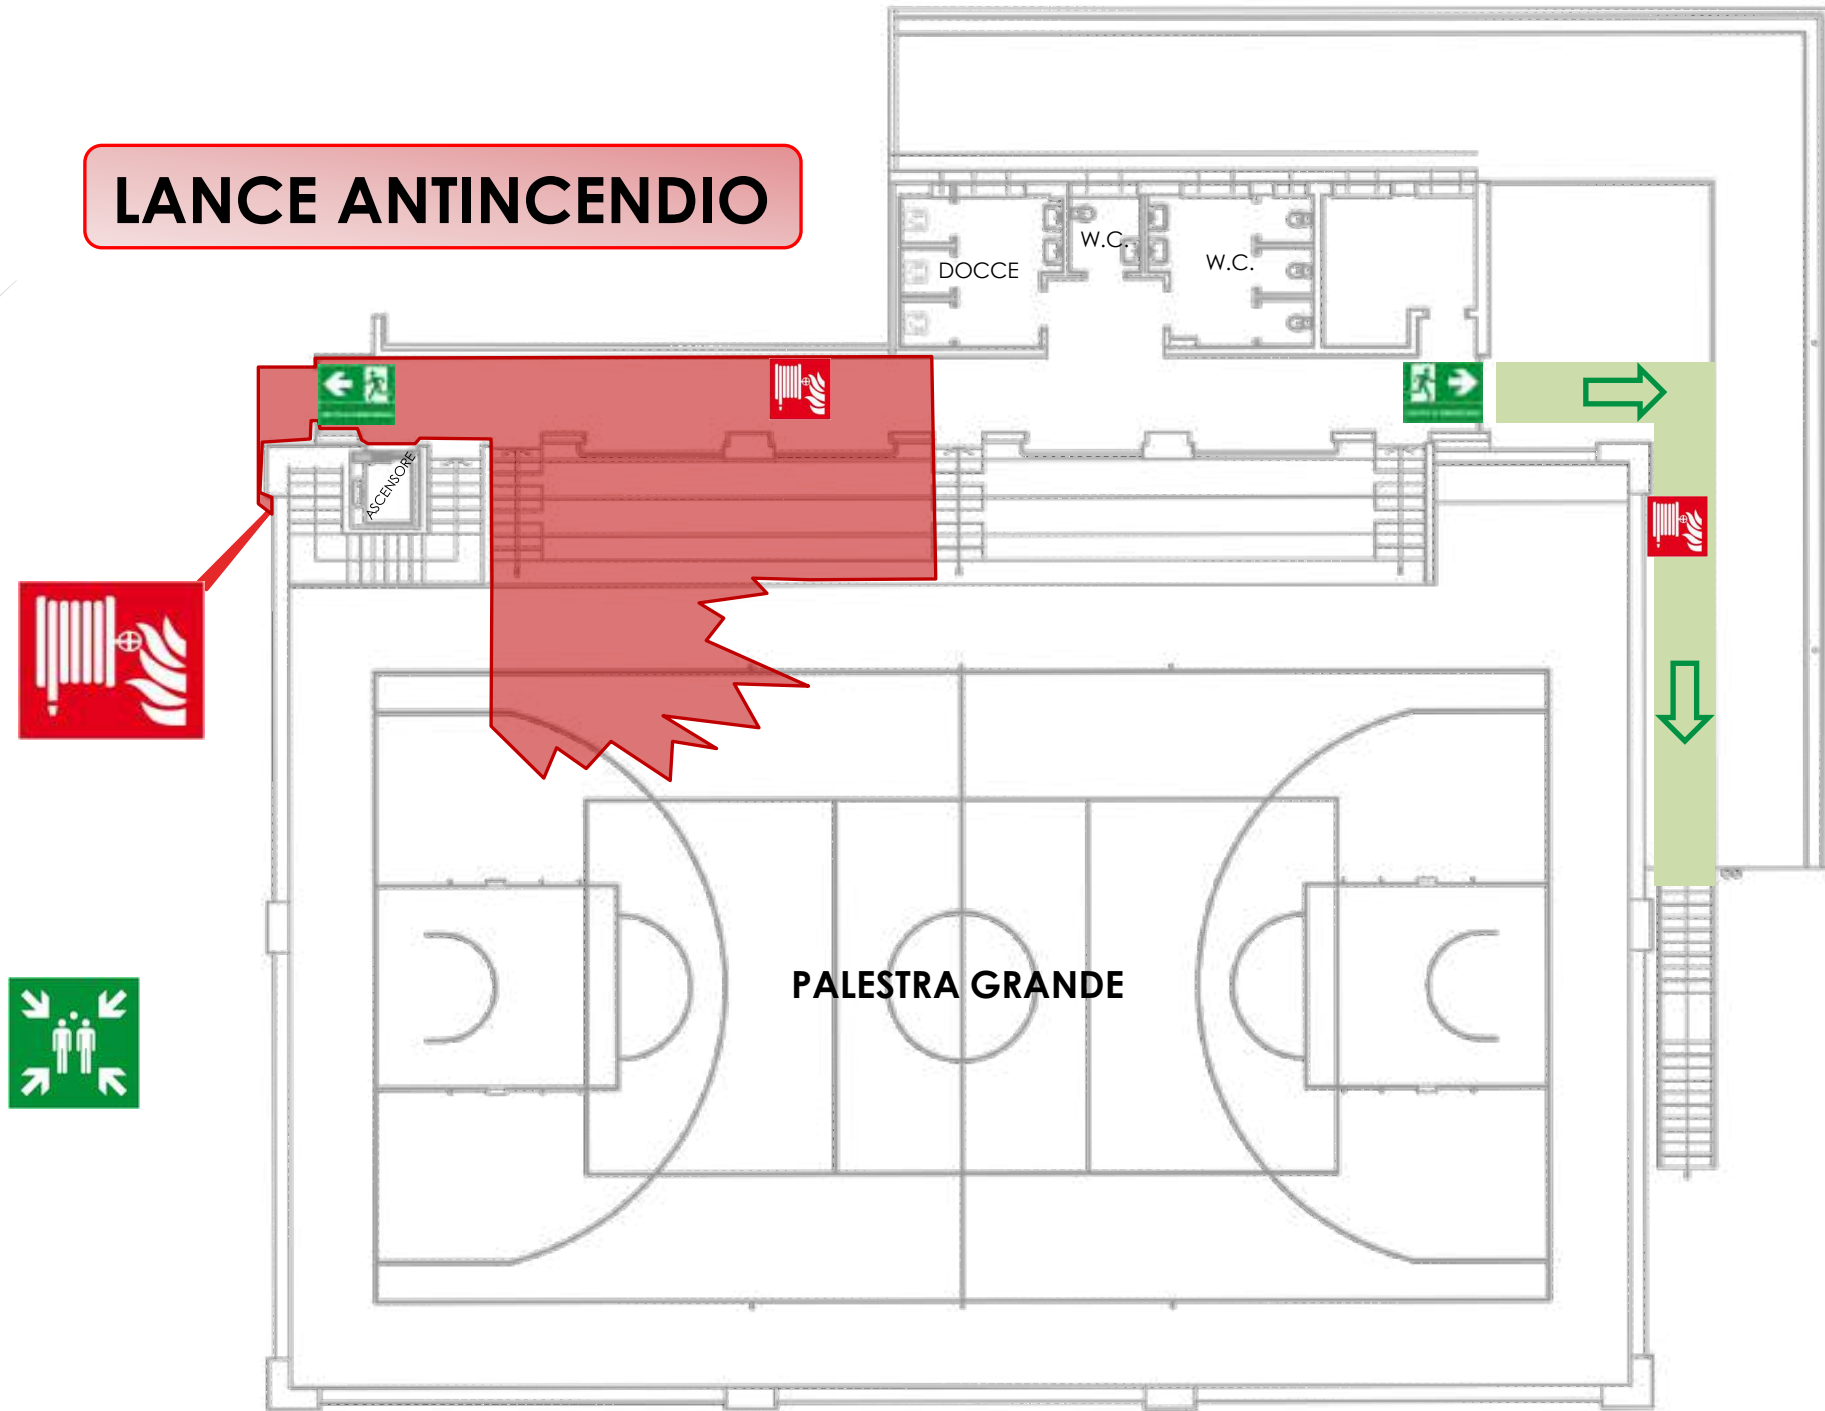 LANCE ANTINCENDIO
W.C.
W.C.
DOCCE
ASCENSORE
PALESTRA GRANDE